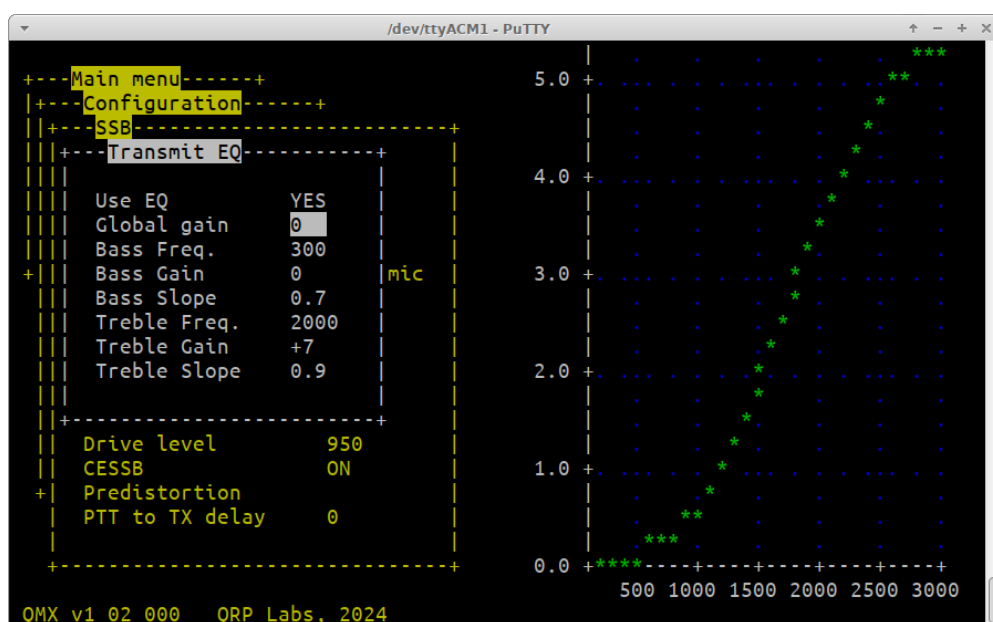 /dev/ttyACM1 - PuTTY
Main menu
Configuration
SSB
Transmit EQ
Use EQ YES
Global gain 0
Bass Freq. 300
Bass Gain 0
mic
Bass Slope 0.7
Treble Freq. 2000
Treble Gain +7
Treble Slope 0.9
Drive level 950
CESSB ON
Predistortion
PTT to TX delay 0
QMX v1_02_000 QRP Labs, 2024
5.0
4.0
3.0
2.0
1.0
0.0
500 1000 1500 2000 2500 3000